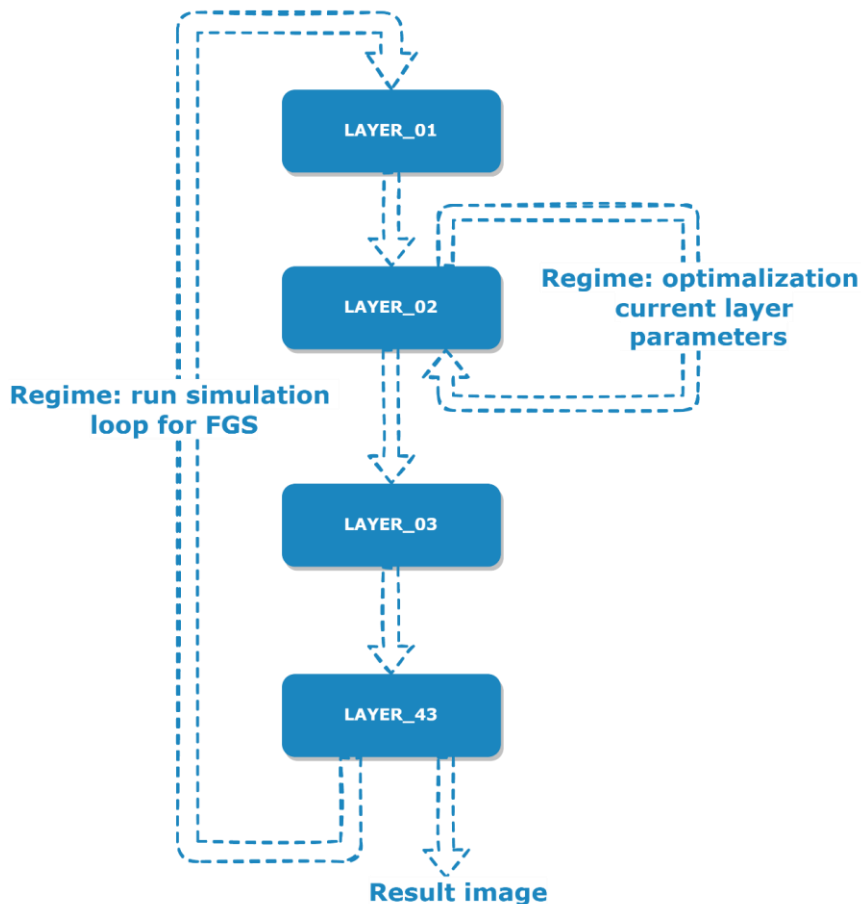 LAYER_01
LAYER_02
Regime: optimalization
current layer
parameters
Regime: run simulation
loop for FGS
LAYER_03
LAYER_43
Result image